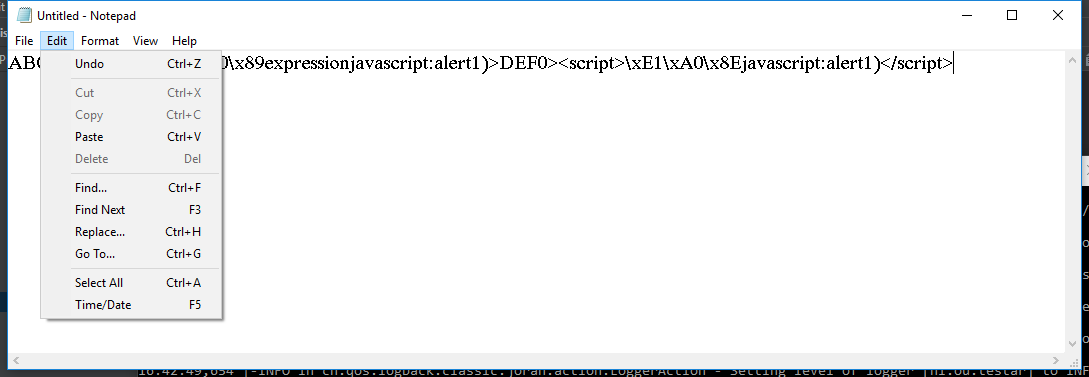 Untitled - Notepad
File Edit Format View Help
ABC 0\x89expressionjavascript:alert1)>DEF0><script>\xE1\xA0\x8Ejavascript:alert1)</script>
Undo Ctrl+Z
Cut Ctrl+X
Copy Ctrl+C
Paste Ctrl+V
Delete Del
Find... Ctrl+F
Find Next F3
Replace... Ctrl+H
Go To... Ctrl+G
Select All Ctrl+A
Time/Date F5
16:42:49,654 |-INFO in ch.qos.logback.classic.joran.action.LoggerAction - Setting level of logger [nl.ou.testar] to INF